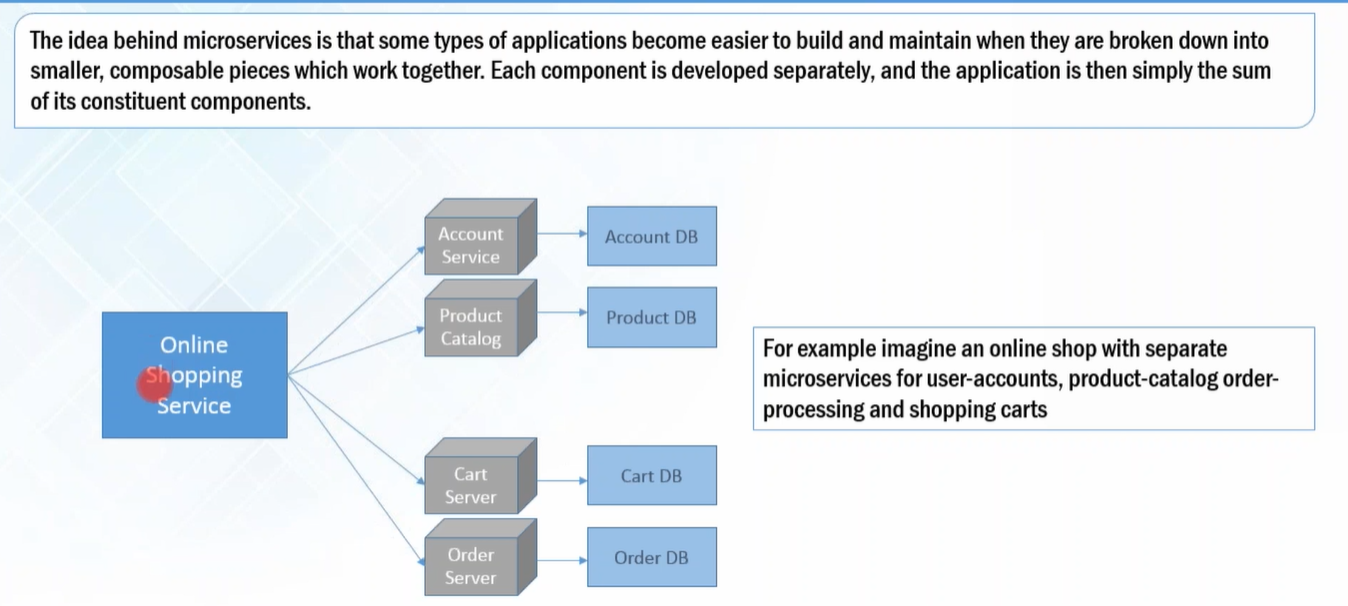 The idea behind microservices is that some types of applications become easier to build and maintain when they are broken down into
smaller, composable pieces which work together. Each component is developed separately, and the application is then simply the sum
of its constituent components.
Account
Service
Account DB
Product
Catalog
Product DB
Online
Shopping
Service
For example imagine an online shop with separate
microservices for user-accounts, product-catalog order-
processing and shopping carts
Cart
Server
Cart DB
Order
Server
Order DB